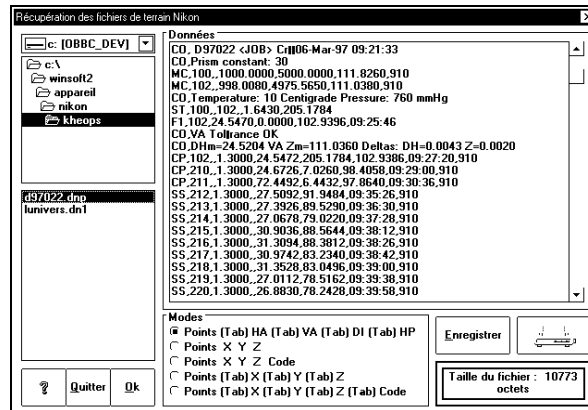 Récupération des fichiers de terrain Nikon
c: [OBBC_DEV]
c:\
winsoft2
appareil
nikon
kheops
d97022.dnp
lunivers.dn1
? Quitter Ok
Données
CO, D97022 <JOB> Cr||06-Mar-97 09:21:33
CO,Prism constant: 30
MC,100,,1000.0000,5000.0000,111.8260,910
MC,102,,998.0080,4975.5650,111.0380,910
CO,Temperature: 10 Centigrade Pressure: 760 mmHg
ST,100,,102,,1.6430,205.1784
F1,102,24.5470,0.0000,102.9396,09:25:46
CO,VA Tol|rance OK
CO,DHm=24.5204 VA Zm=111.0360 Deltas: DH=0.0043 Z=0.0020
CP,102,,1.3000,24.5472,205.1784,102.9386,09:27:20,910
CP,210,,1.3000,24.6726,7.0260,98.4058,09:29:00,910
CP,211,,1.3000,72.4492,6.4432,97.8640,09:30:36,910
SS,212,1.3000,,27.5092,91.9484,09:35:26,910
SS,213,1.3000,,27.3926,89.5290,09:36:30,910
SS,214,1.3000,,27.0678,79.0220,09:37:28,910
SS,215,1.3000,,30.9036,88.5644,09:38:12,910
SS,216,1.3000,,31.3094,88.3812,09:38:26,910
SS,217,1.3000,,30.9742,83.2340,09:38:42,910
SS,218,1.3000,,31.3528,83.0496,09:39:00,910
SS,219,1.3000,,27.0112,78.5162,09:39:38,910
SS,220,1.3000,,26.8830,78.2428,09:39:58,910
Modes
Points (Tab) HA (Tab) VA (Tab) DI (Tab) HP
Points X Y Z
Points X Y Z Code
Points (Tab) X (Tab) Y (Tab) Z
Points (Tab) X (Tab) Y (Tab) Z (Tab) Code
Enregistrer
Taille du fichier : 10773
octets